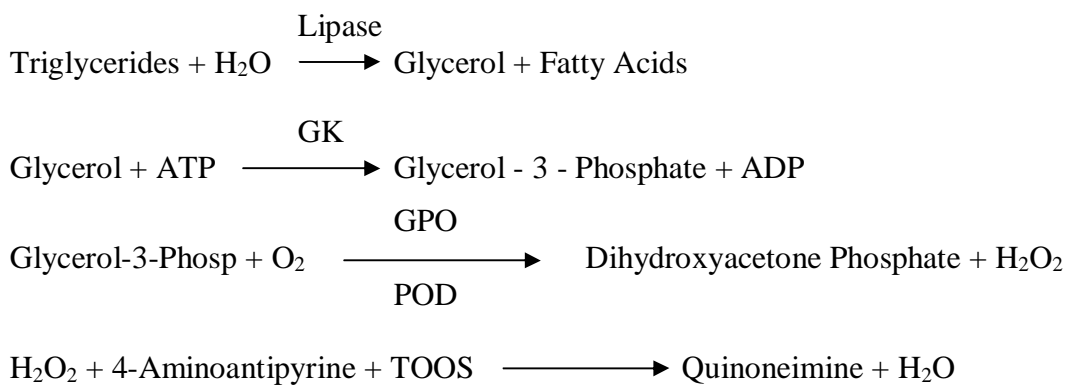 Lipase
Triglycerides + H₂O ⟶ Glycerol + Fatty Acids
GK
Glycerol + ATP ⟶ Glycerol - 3 - Phosphate + ADP
GPO
Glycerol-3-Phosp + O₂ ⟶ Dihydroxyacetone Phosphate + H₂O₂
POD
H₂O₂ + 4-Aminoantipyrine + TOOS ⟶ Quinoneimine + H₂O